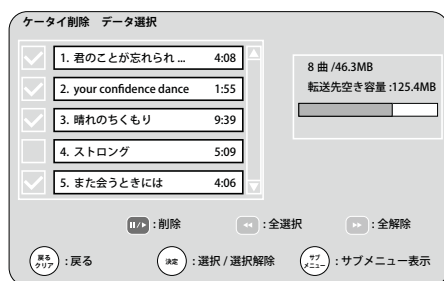 ケータイ削除 データ選択
1. 君のことが忘れられ ... 4:08
2. your confidence dance 1:55
3. 晴れのちくもり 9:39
4. ストロング 5:09
5. また会うときには 4:06
8 曲 /46.3MB
転送先空き容量 :125.4MB
: 削除 : 全選択 : 全解除
戻る
クリア
: 戻る
決定
: 選択 / 選択解除
サブ
メニュー
: サブメニュー表示